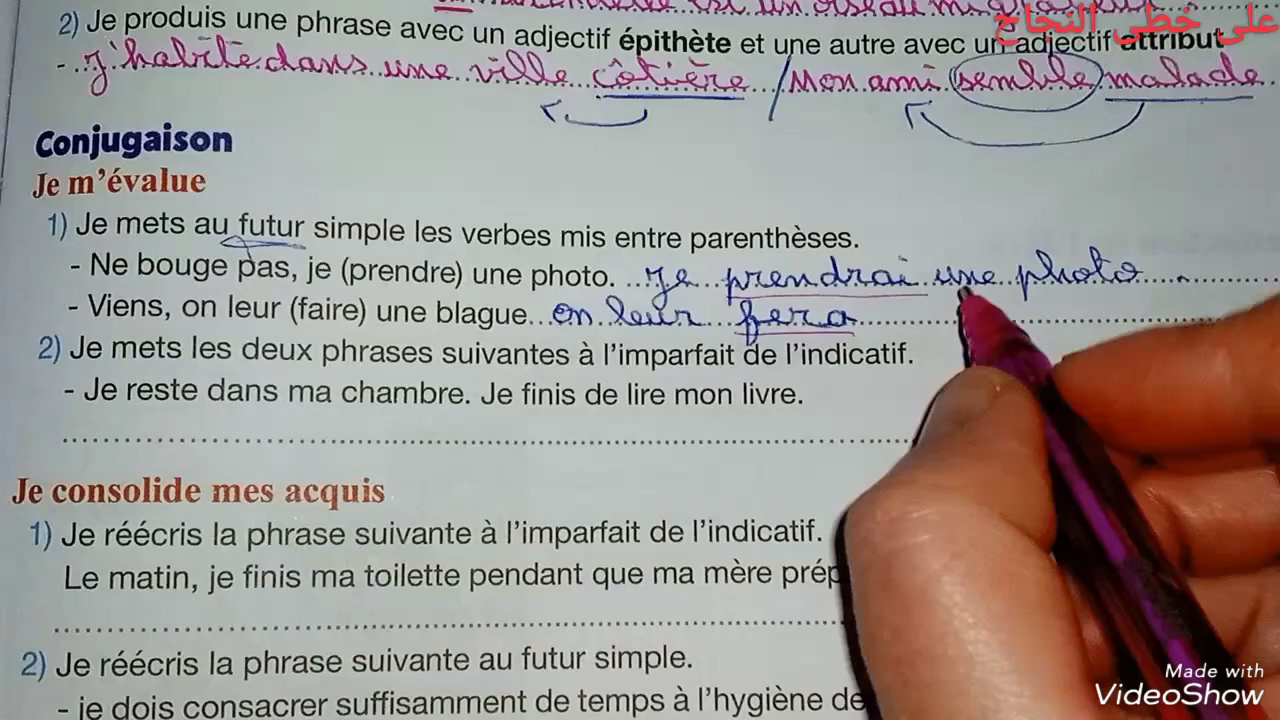 على خطى النجاح
2) Je produis une phrase avec un adjectif épithète et une autre avec un adjectif attribut
- J'habite dans une ville côtière / Mon ami semble malade
Conjugaison
Je m'évalue
1) Je mets au futur simple les verbes mis entre parenthèses.
- Ne bouge pas, je (prendre) une photo. Je prendrai une photo
- Viens, on leur (faire) une blague... on leur fera
2) Je mets les deux phrases suivantes à l'imparfait de l'indicatif.
- Je reste dans ma chambre. Je finis de lire mon livre.
Je consolide mes acquis
1) Je réécris la phrase suivante à l'imparfait de l'indicatif.
Le matin, je finis ma toilette pendant que ma mère prép
2) Je réécris la phrase suivante au futur simple.
- je dois consacrer suffisamment de temps à l'hygiène de
Made with
VideoShow